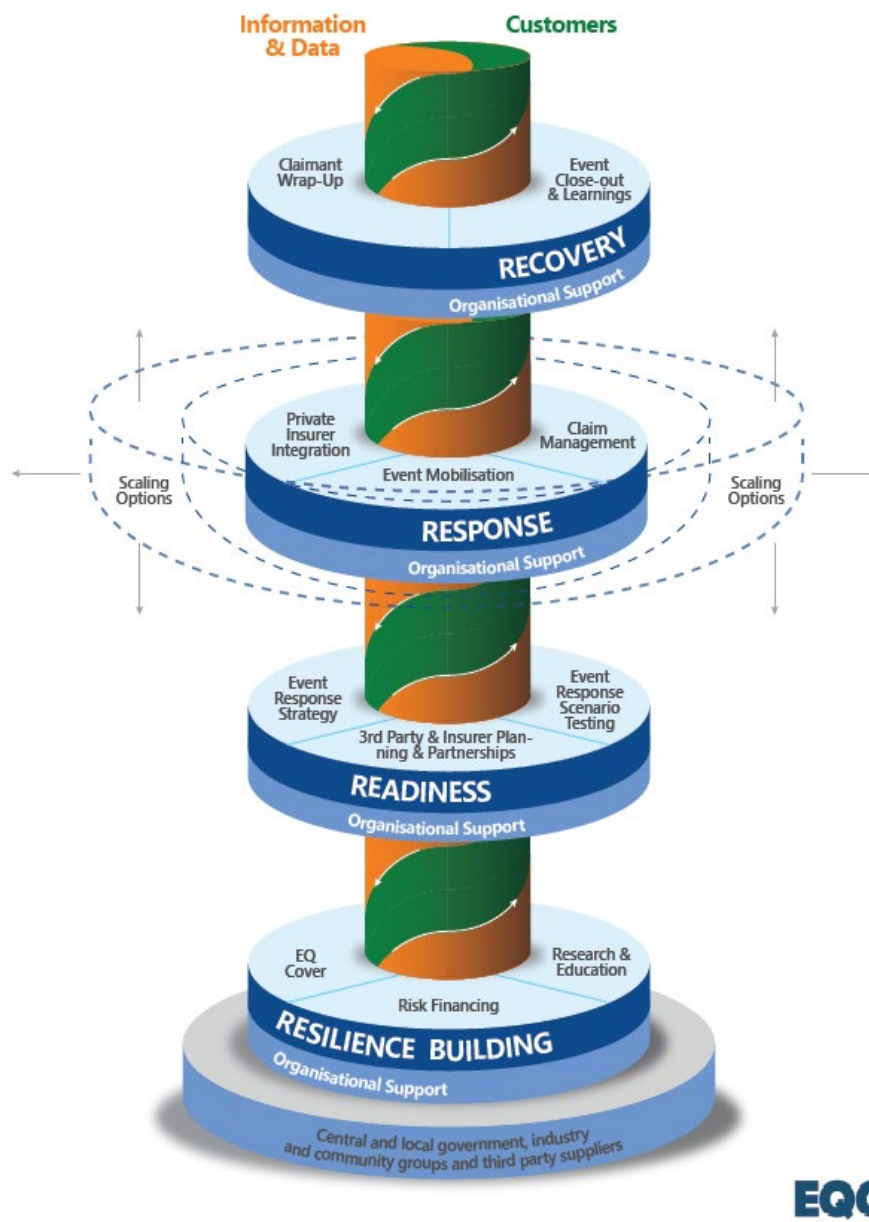 Information
& Data
Customers
Claimant
Wrap-Up
Event
Close-out
& Learnings
RECOVERY
Organisational Support
Private
Insurer
Integration
Claim
Management
Event Mobilisation
Scaling
Options
Scaling
Options
RESPONSE
Organisational Support
Event
Response
Strategy
Event
Response
Scenario
Testing
3rd Party & Insurer Plan-
ning & Partnerships
READINESS
Organisational Support
EQ
Cover
Research &
Education
Risk Financing
RESILIENCE BUILDING
Organisational Support
Central and local government, industry
and community groups and third party suppliers
EQC